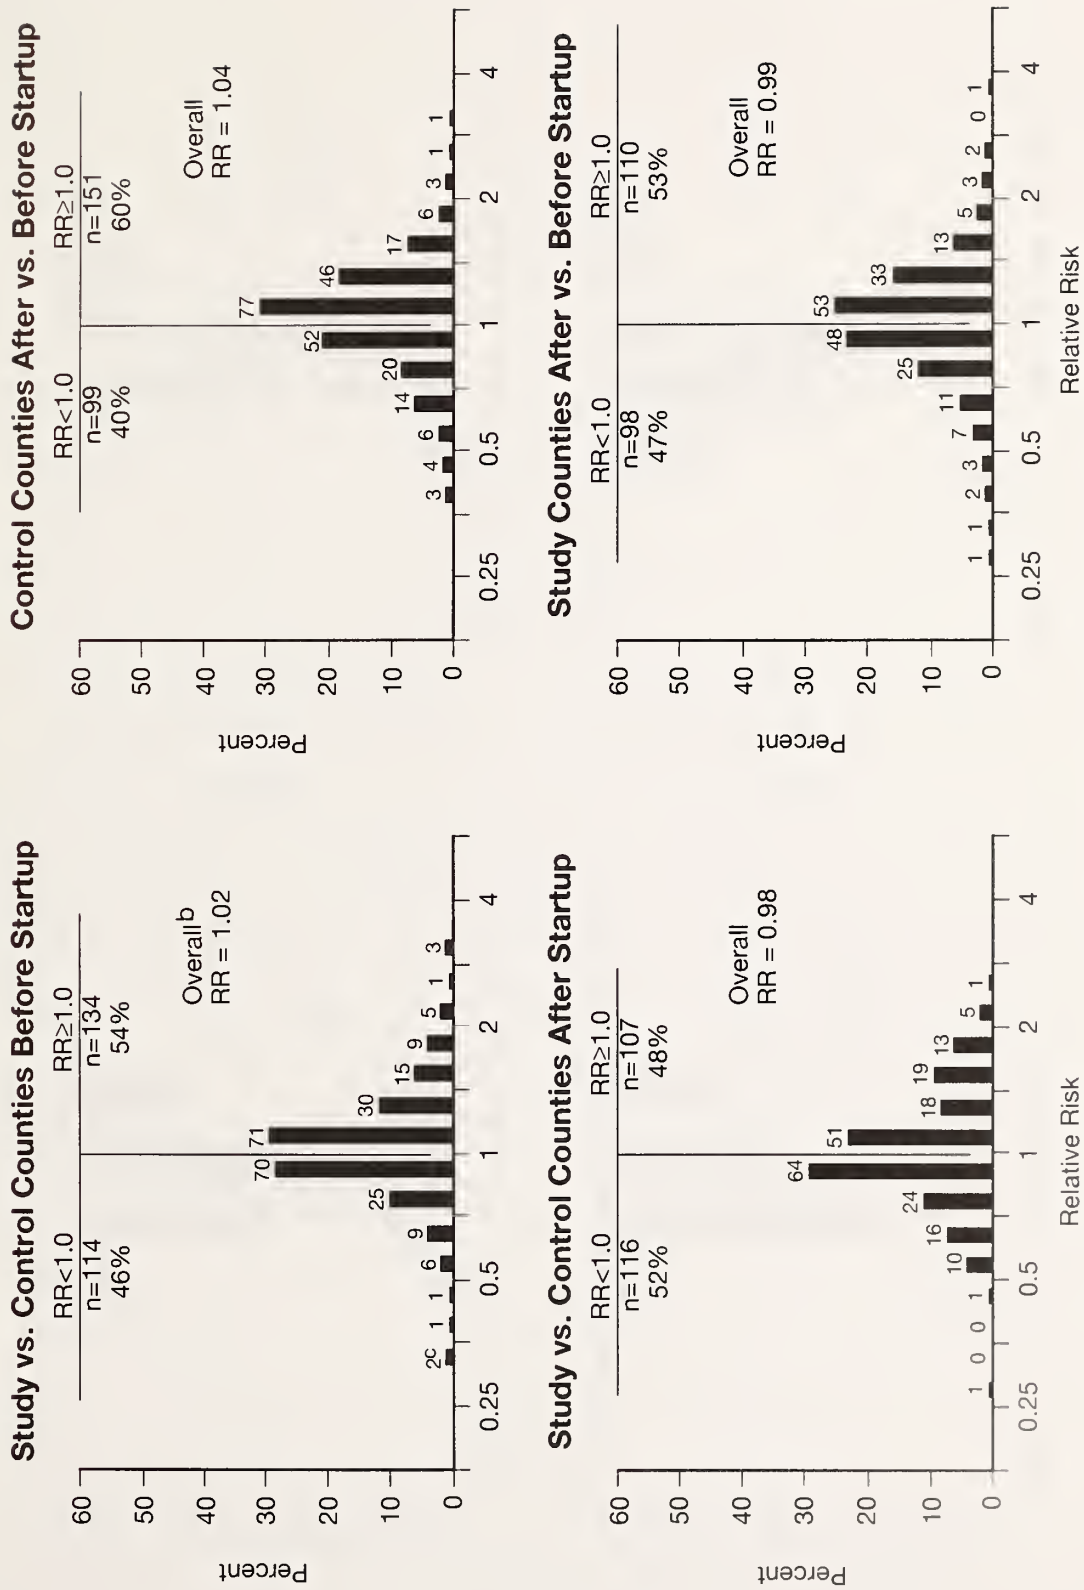 Study vs. Control Counties Before Startup
RR<1.0
n=114
46%
RR≥1.0
n=134
54%
Overallᵇ
RR = 1.02
Percent
60
50
40
30
20
10
0
2ᶜ 1 1 6 9 25 70 71 30 15 9 5 1 3
0.25 0.5 1 2 4
Control Counties After vs. Before Startup
RR<1.0
n=99
40%
RR≥1.0
n=151
60%
Overall
RR = 1.04
Percent
60
50
40
30
20
10
0
3 4 6 14 20 52 77 46 17 6 3 1 1
0.25 0.5 1 2 4
Study vs. Control Counties After Startup
RR<1.0
n=116
52%
RR≥1.0
n=107
48%
Overall
RR = 0.98
Percent
60
50
40
30
20
10
0
1 0 0 1 10 16 24 64 51 18 19 13 5 1
0.25 0.5 1 2 4
Relative Risk
Study Counties After vs. Before Startup
RR<1.0
n=98
47%
RR≥1.0
n=110
53%
Overall
RR = 0.99
Percent
60
50
40
30
20
10
0
1 1 2 3 7 11 25 48 53 33 13 5 3 2 0 1
0.25 0.5 1 2 4
Relative Risk